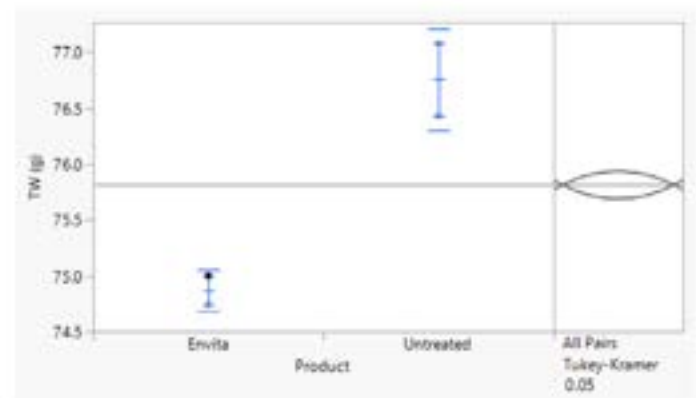 TW (g)
77.0
76.5
76.0
75.5
75.0
74.5
Envita
Untreated
Product
All Pairs
Tukey-Kramer
0.05